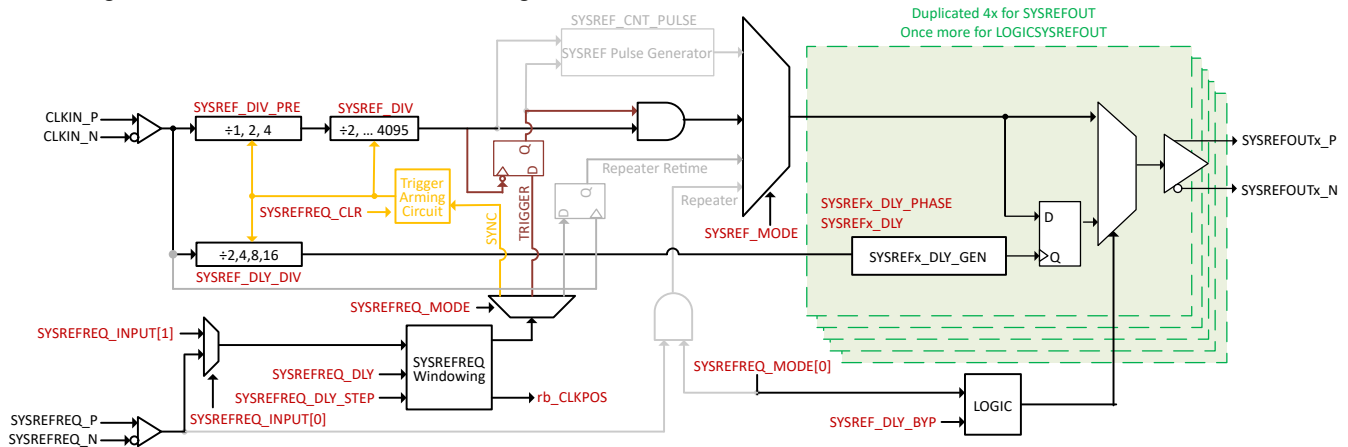 Duplicated 4x for SYSREFOUT
Once more for LOGICSYSREFOUT
SYSREF_CNT_PULSE
SYSREF Pulse Generator
CLKIN_P
CLKIN_N
SYSREF_DIV_PRE
÷1, 2, 4
SYSREF_DIV
÷2, ... 4095
Q
D
Trigger
Arming
Circuit
SYSREFREQ_CLR
SYNC
TRIGGER
Repeater Retime
Q
D
Repeater
SYSREF_MODE
÷2,4,8,16
SYSREF_DLY_DIV
SYSREFx_DLY_PHASE
SYSREFx_DLY
SYSREFx_DLY_GEN
D
Q
SYSREFOUTx_P
SYSREFOUTx_N
SYSREFREQ_MODE
SYSREFREQ_INPUT[1]
SYSREFREQ
Windowing
SYSREFREQ_DLY
SYSREFREQ_DLY_STEP
rb_CLKPOS
SYSREFREQ_INPUT[0]
SYSREFREQ_P
SYSREFREQ_N
SYSREFREQ_MODE[0]
LOGIC
SYSREF_DLY_BYP